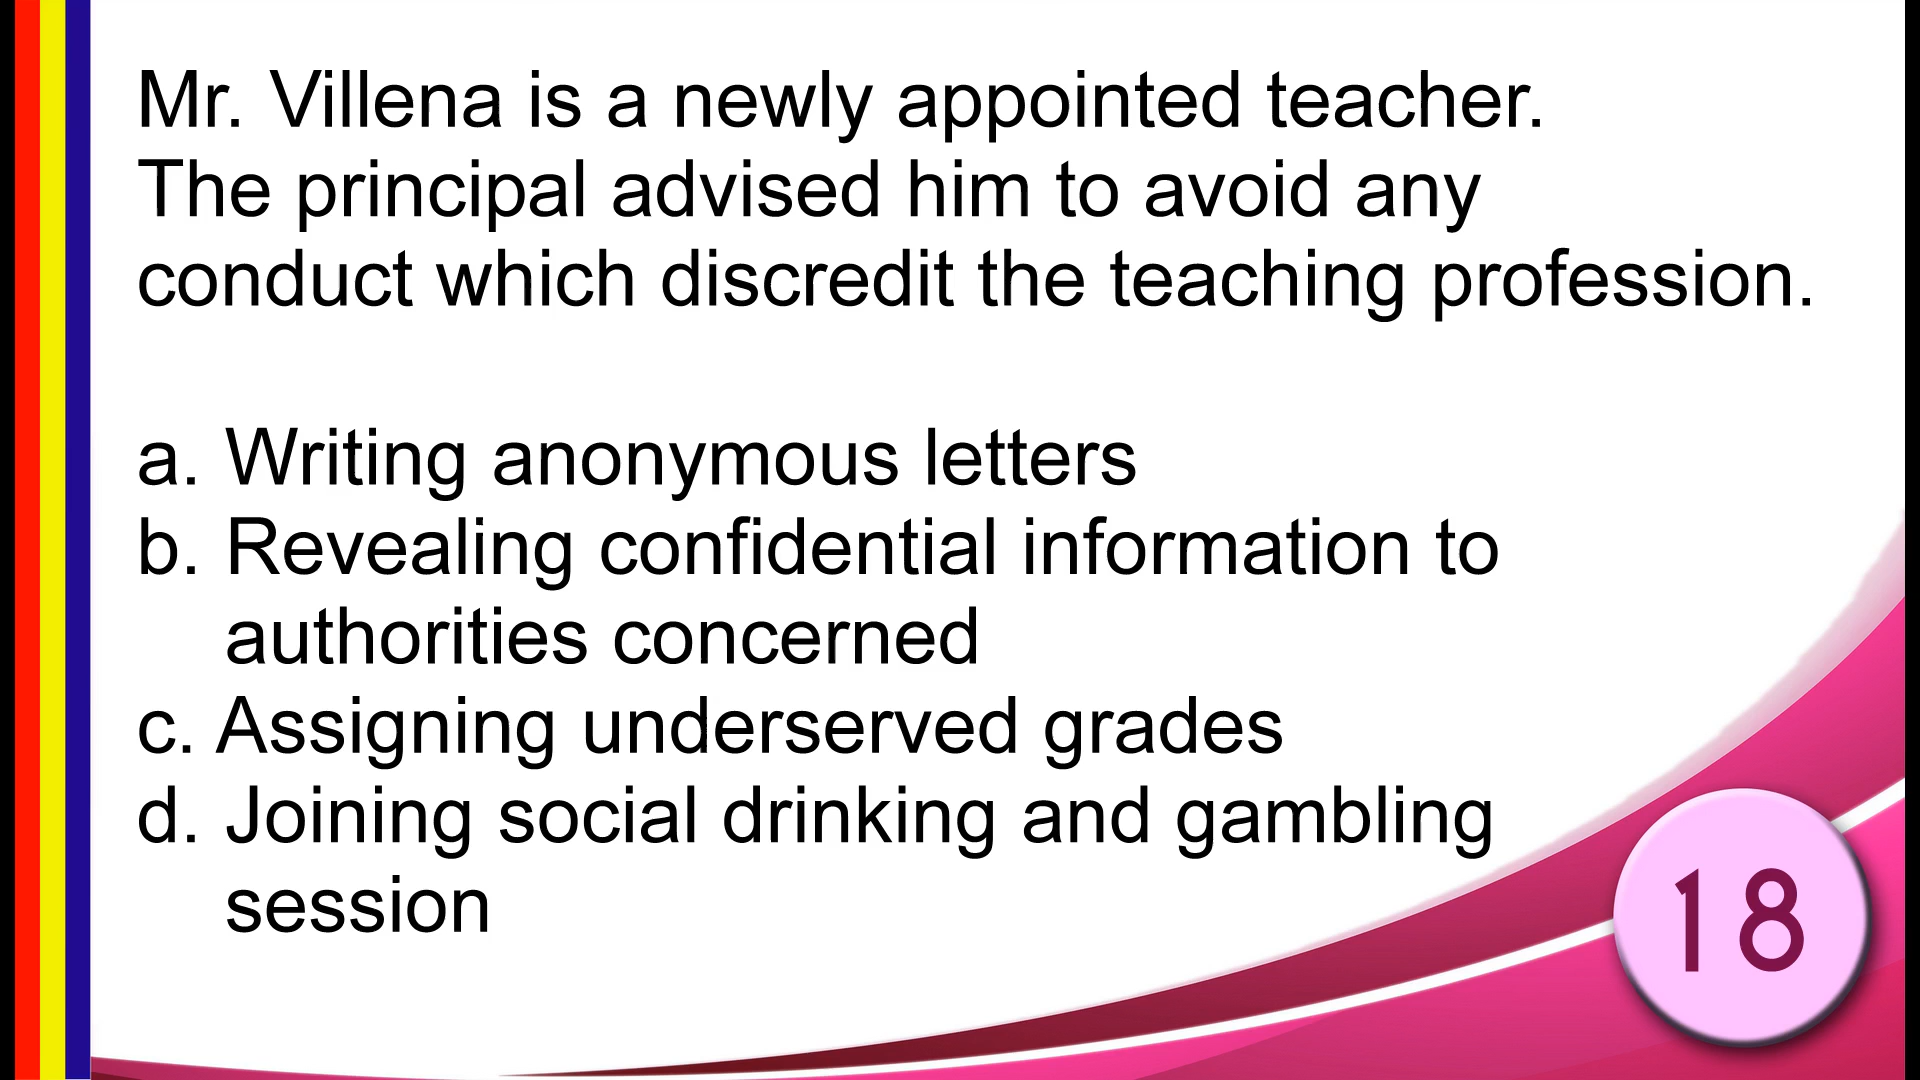 Mr. Villena is a newly appointed teacher.
The principal advised him to avoid any
conduct which discredit the teaching profession.
a. Writing anonymous letters
b. Revealing confidential information to
authorities concerned
c. Assigning underserved grades
d. Joining social drinking and gambling
session
18